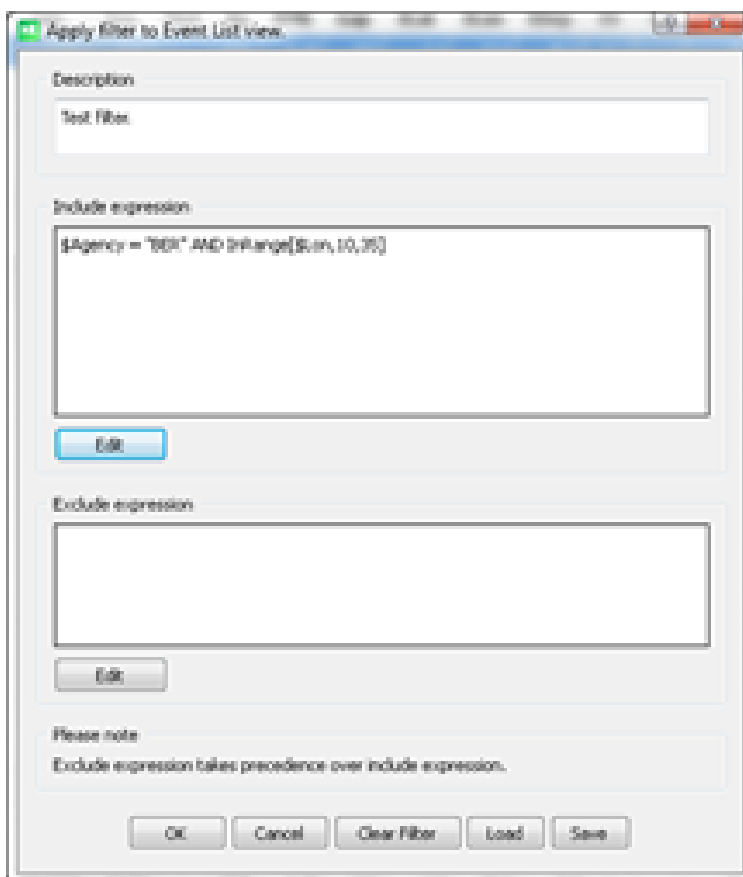 Apply filter to Event List view.
Description
Test Filter.
Include expression
$Agency = "BER" AND InRange[$Lon,10,35]
Edit
Exclude expression
Edit
Please note
Exclude expression takes precedence over include expression.
OK Cancel Clear Filter Load Save